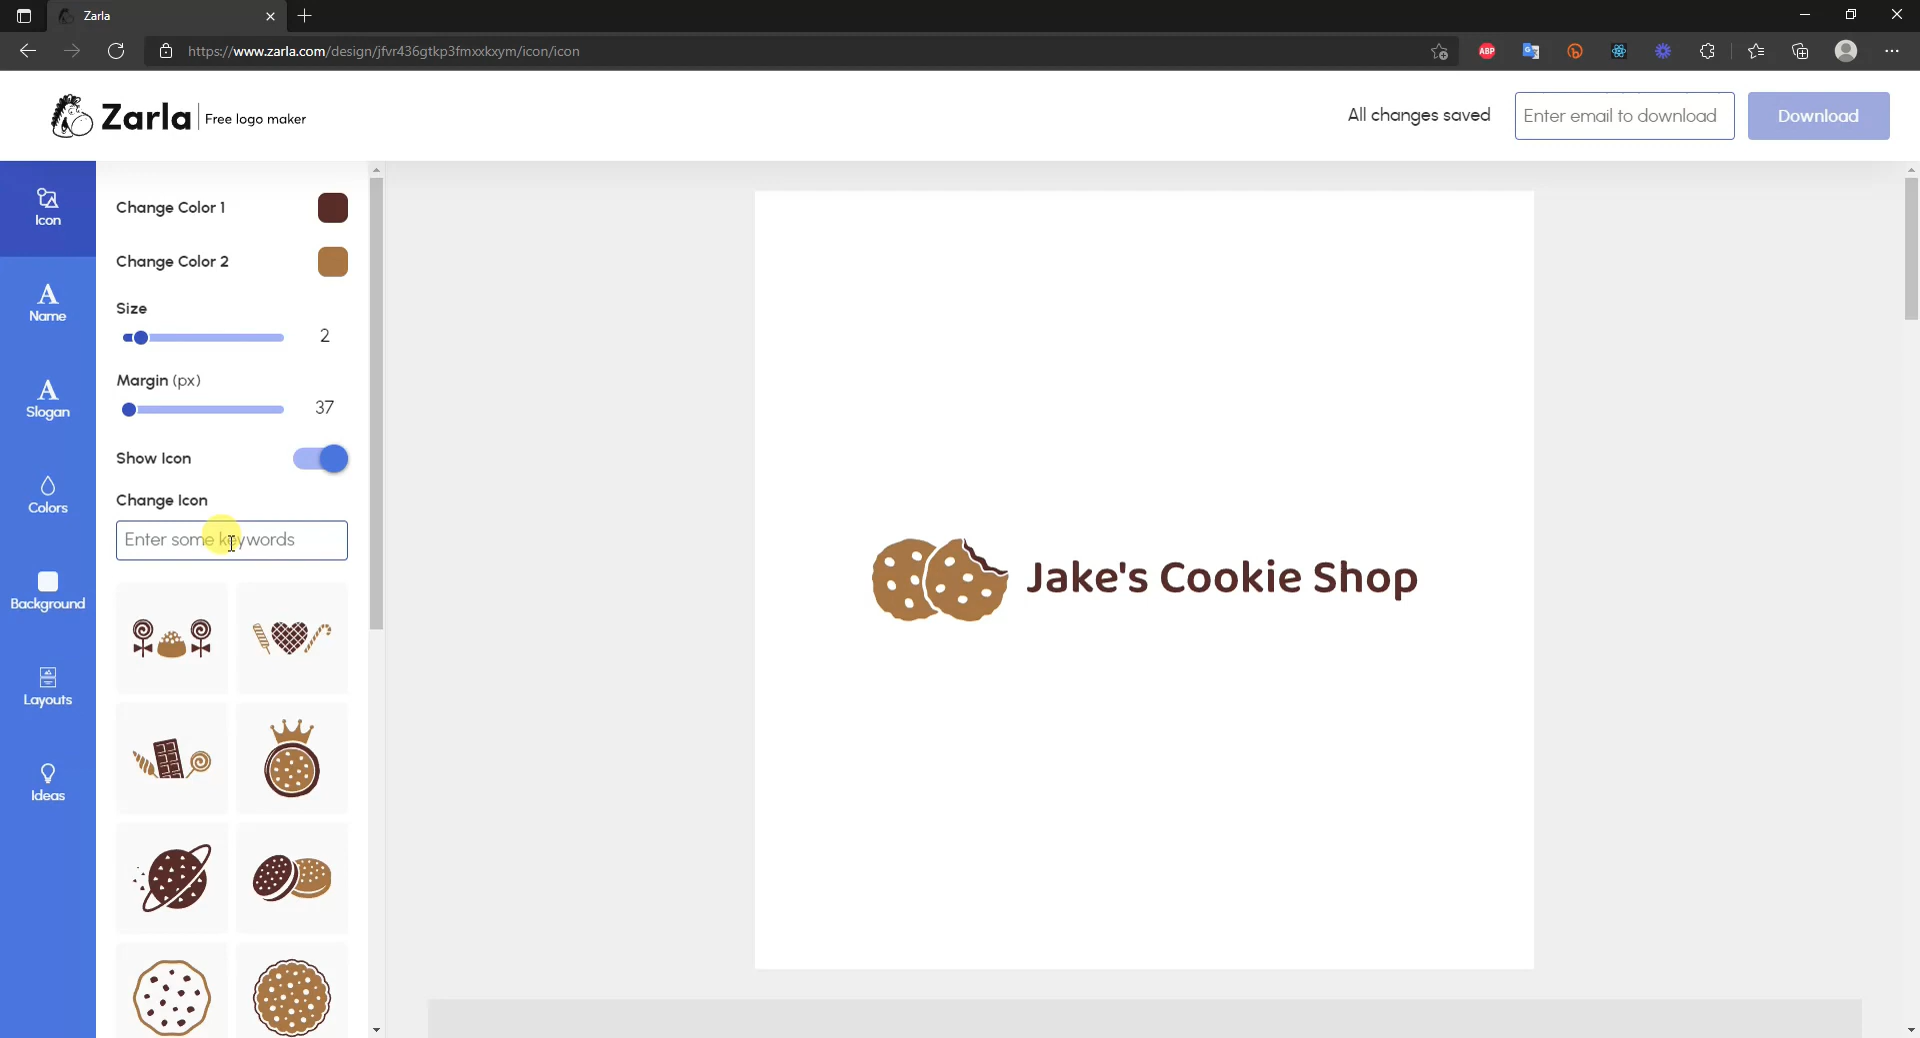 Zarla
https://www.zarla.com/design/jfvr436gtkp3fmxxkxym/icon/icon
ABP
Zarla Free logo maker
All changes saved
Enter email to download
Download
Icon
Name
Slogan
Colors
Background
Layouts
Ideas
Change Color 1
Change Color 2
Size
2
Margin (px)
37
Show Icon
Change Icon
Enter some keywords
Jake's Cookie Shop